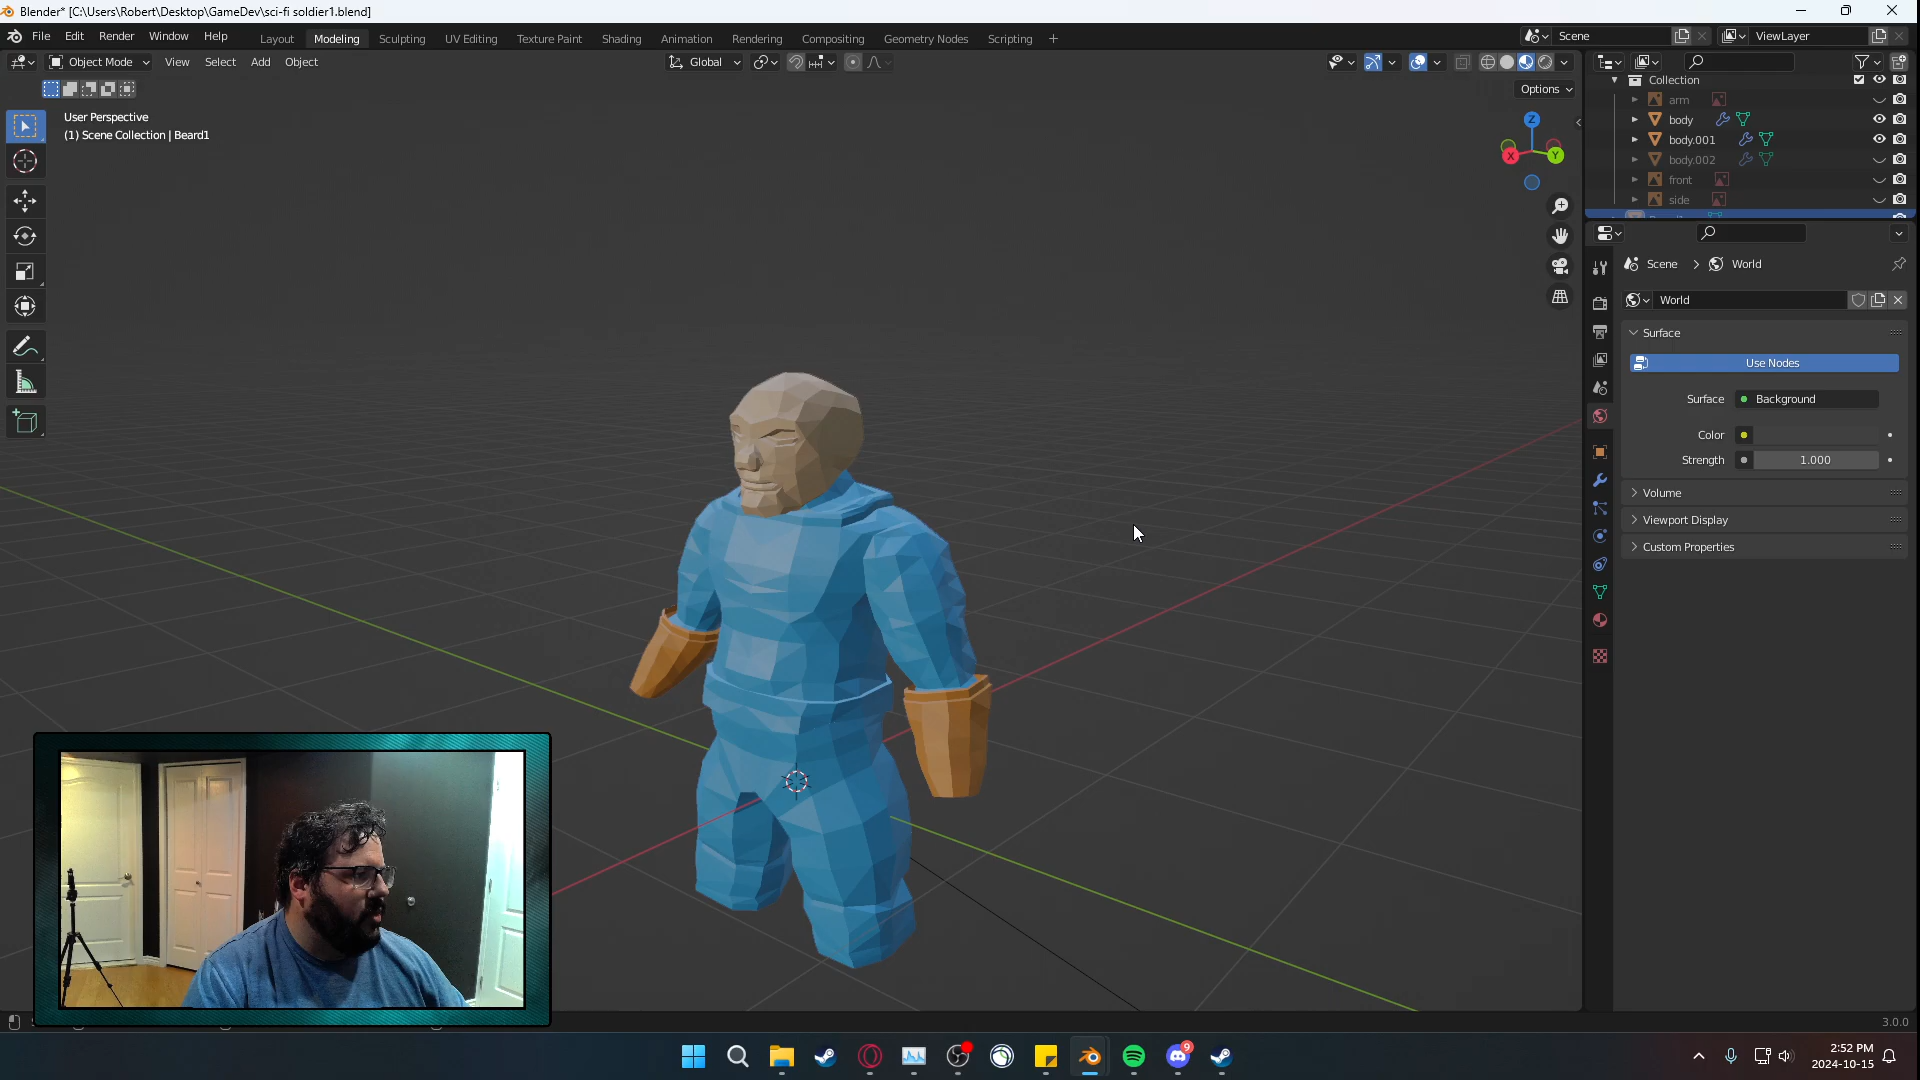 Blender* [C:\Users\Robert\Desktop\GameDev\sci-fi soldier1.blend]
File Edit Render Window Help Layout Modeling Sculpting UV Editing Texture Paint Shading Animation Rendering Compositing Geometry Nodes Scripting + Scene ViewLayer
Object Mode View Select Add Object Global
Options
User Perspective
(1) Scene Collection | Beard1
Z
X
Y
Collection
arm
body
body.001
body.002
front
side
Scene > World
World
Surface
Use Nodes
Surface Background
Color
Strength 1.000
Volume
Viewport Display
Custom Properties
3.0.0
9
2:52 PM
2024-10-15